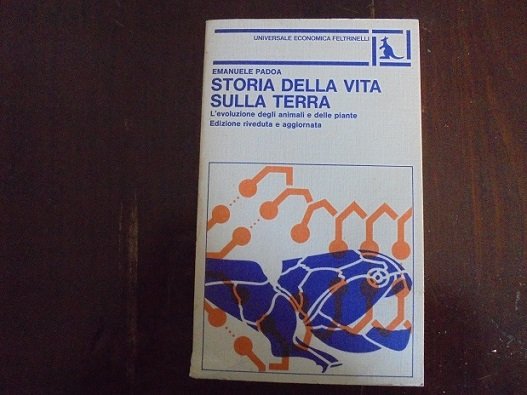 UNIVERSALE ECONOMICA FELTRINELLI
EMANUELE PADOA
STORIA DELLA VITA
SULLA TERRA
L'evoluzione degli animali e delle piante
Edizione riveduta e aggiornata